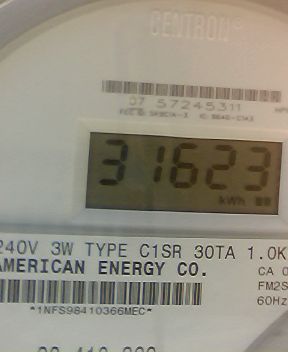 CENTRON®
07 57245311
31623
kWh
240V 3W TYPE C1SR 30TA 1.0K
AMERICAN ENERGY CO.
CA 0
FM2S
60Hz
*1NFS98410366MEC*